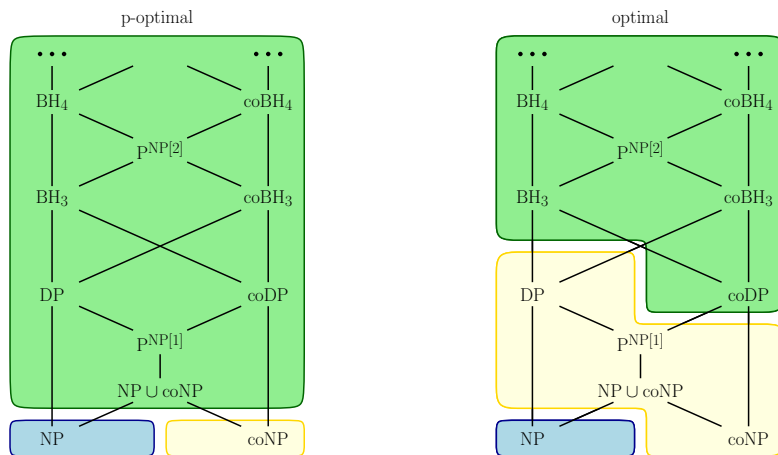 p-optimal
•••
•••
BH₄
coBH₄
P^NP[2]
BH₃
coBH₃
DP
coDP
P^NP[1]
NP ∪ coNP
NP
coNP
optimal
•••
•••
BH₄
coBH₄
P^NP[2]
BH₃
coBH₃
DP
coDP
P^NP[1]
NP ∪ coNP
NP
coNP